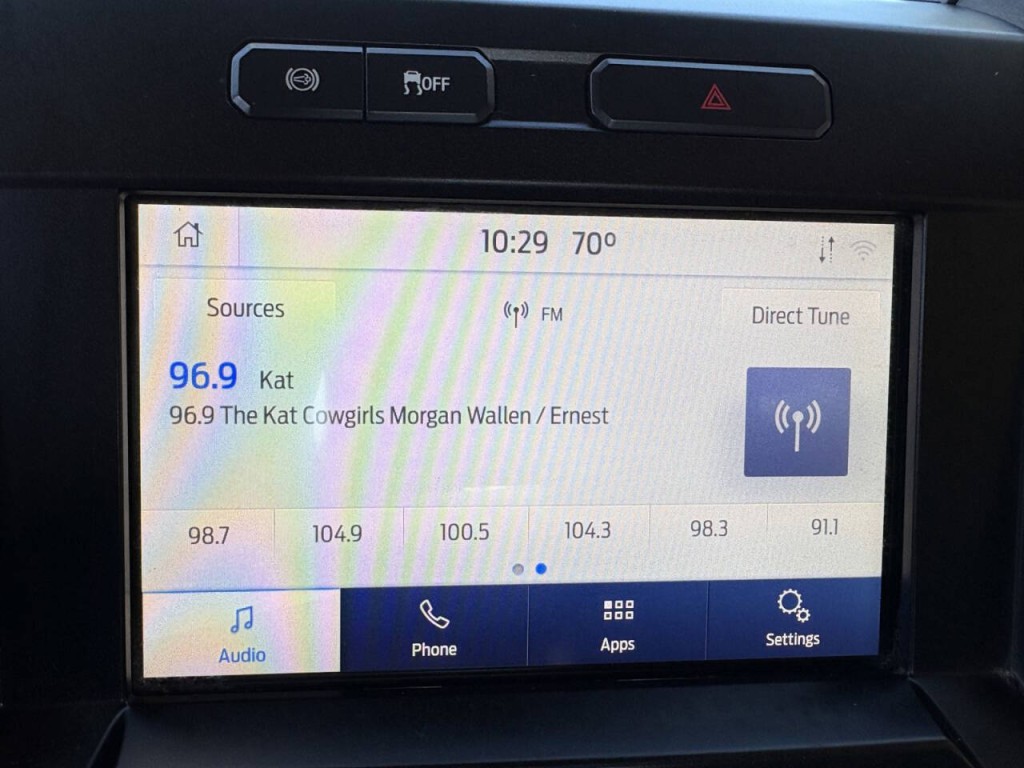 OFF
10:29 70°
Sources FM Direct Tune
96.9 Kat
96.9 The Kat Cowgirls Morgan Wallen / Ernest
98.7 104.9 100.5 104.3 98.3 91.1
Audio Phone Apps Settings